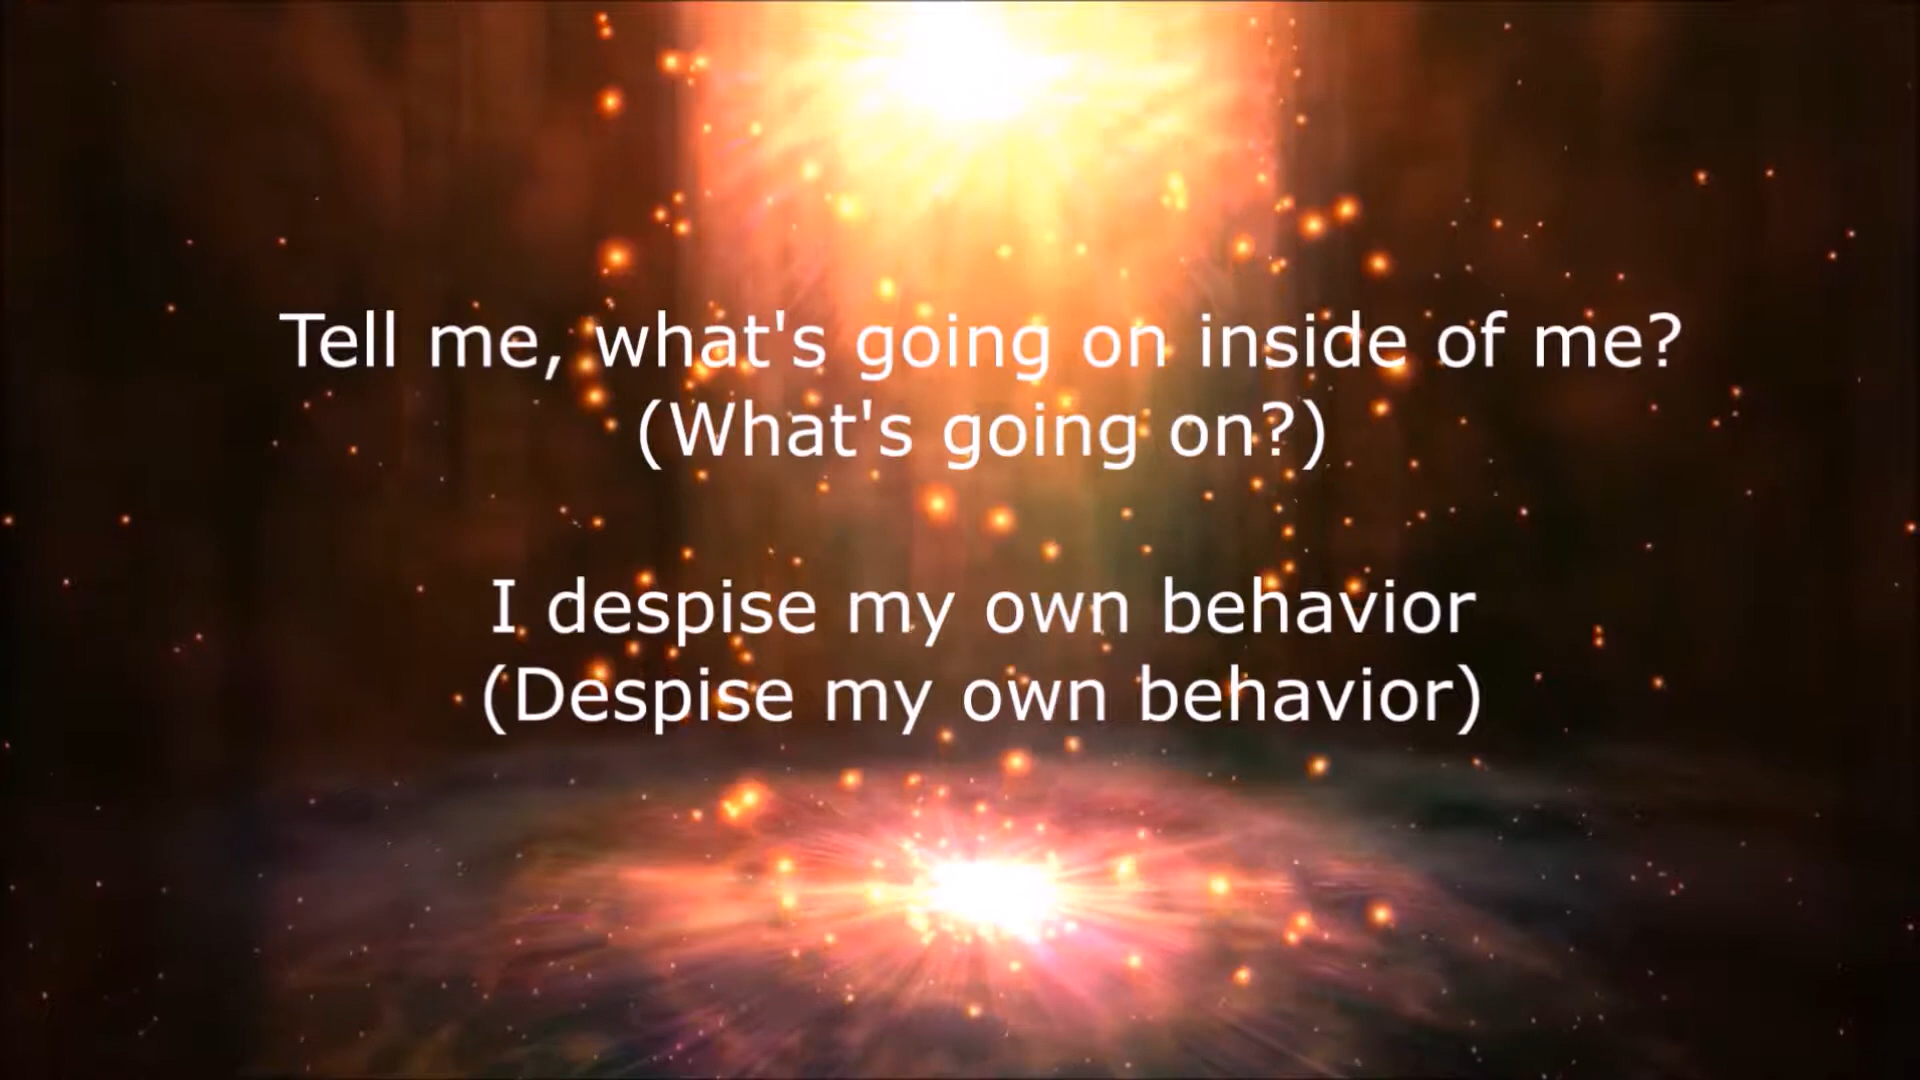 Tell me, what's going on inside of me?
(What's going on?)
I despise my own behavior
(Despise my own behavior)